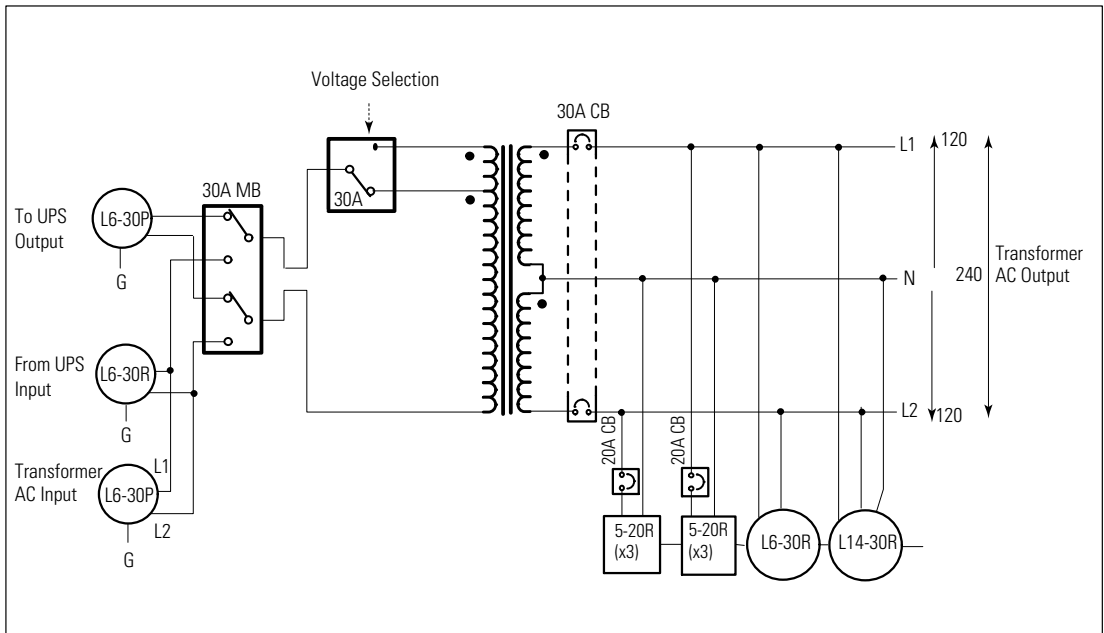 Voltage Selection
30A CB
30A MB
30A
To UPS
Output
L6-30P
G
From UPS
Input
L6-30R
G
Transformer
AC Input
L6-30P
L1
L2
G
L1
120
N
240
Transformer
AC Output
L2
120
20A CB
20A CB
5-20R
(x3)
5-20R
(x3)
L6-30R
L14-30R